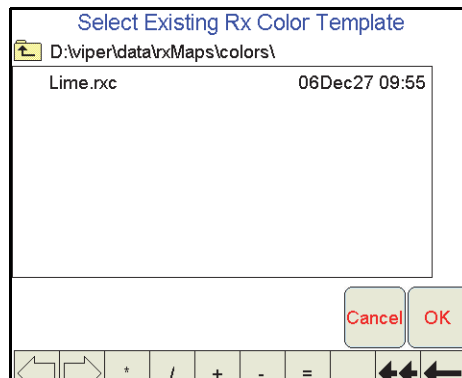 Select Existing Rx Color Template
D:\viper\data\rxMaps\colors\
Lime.rxc 06Dec27 09:55
Cancel OK
* / + - =